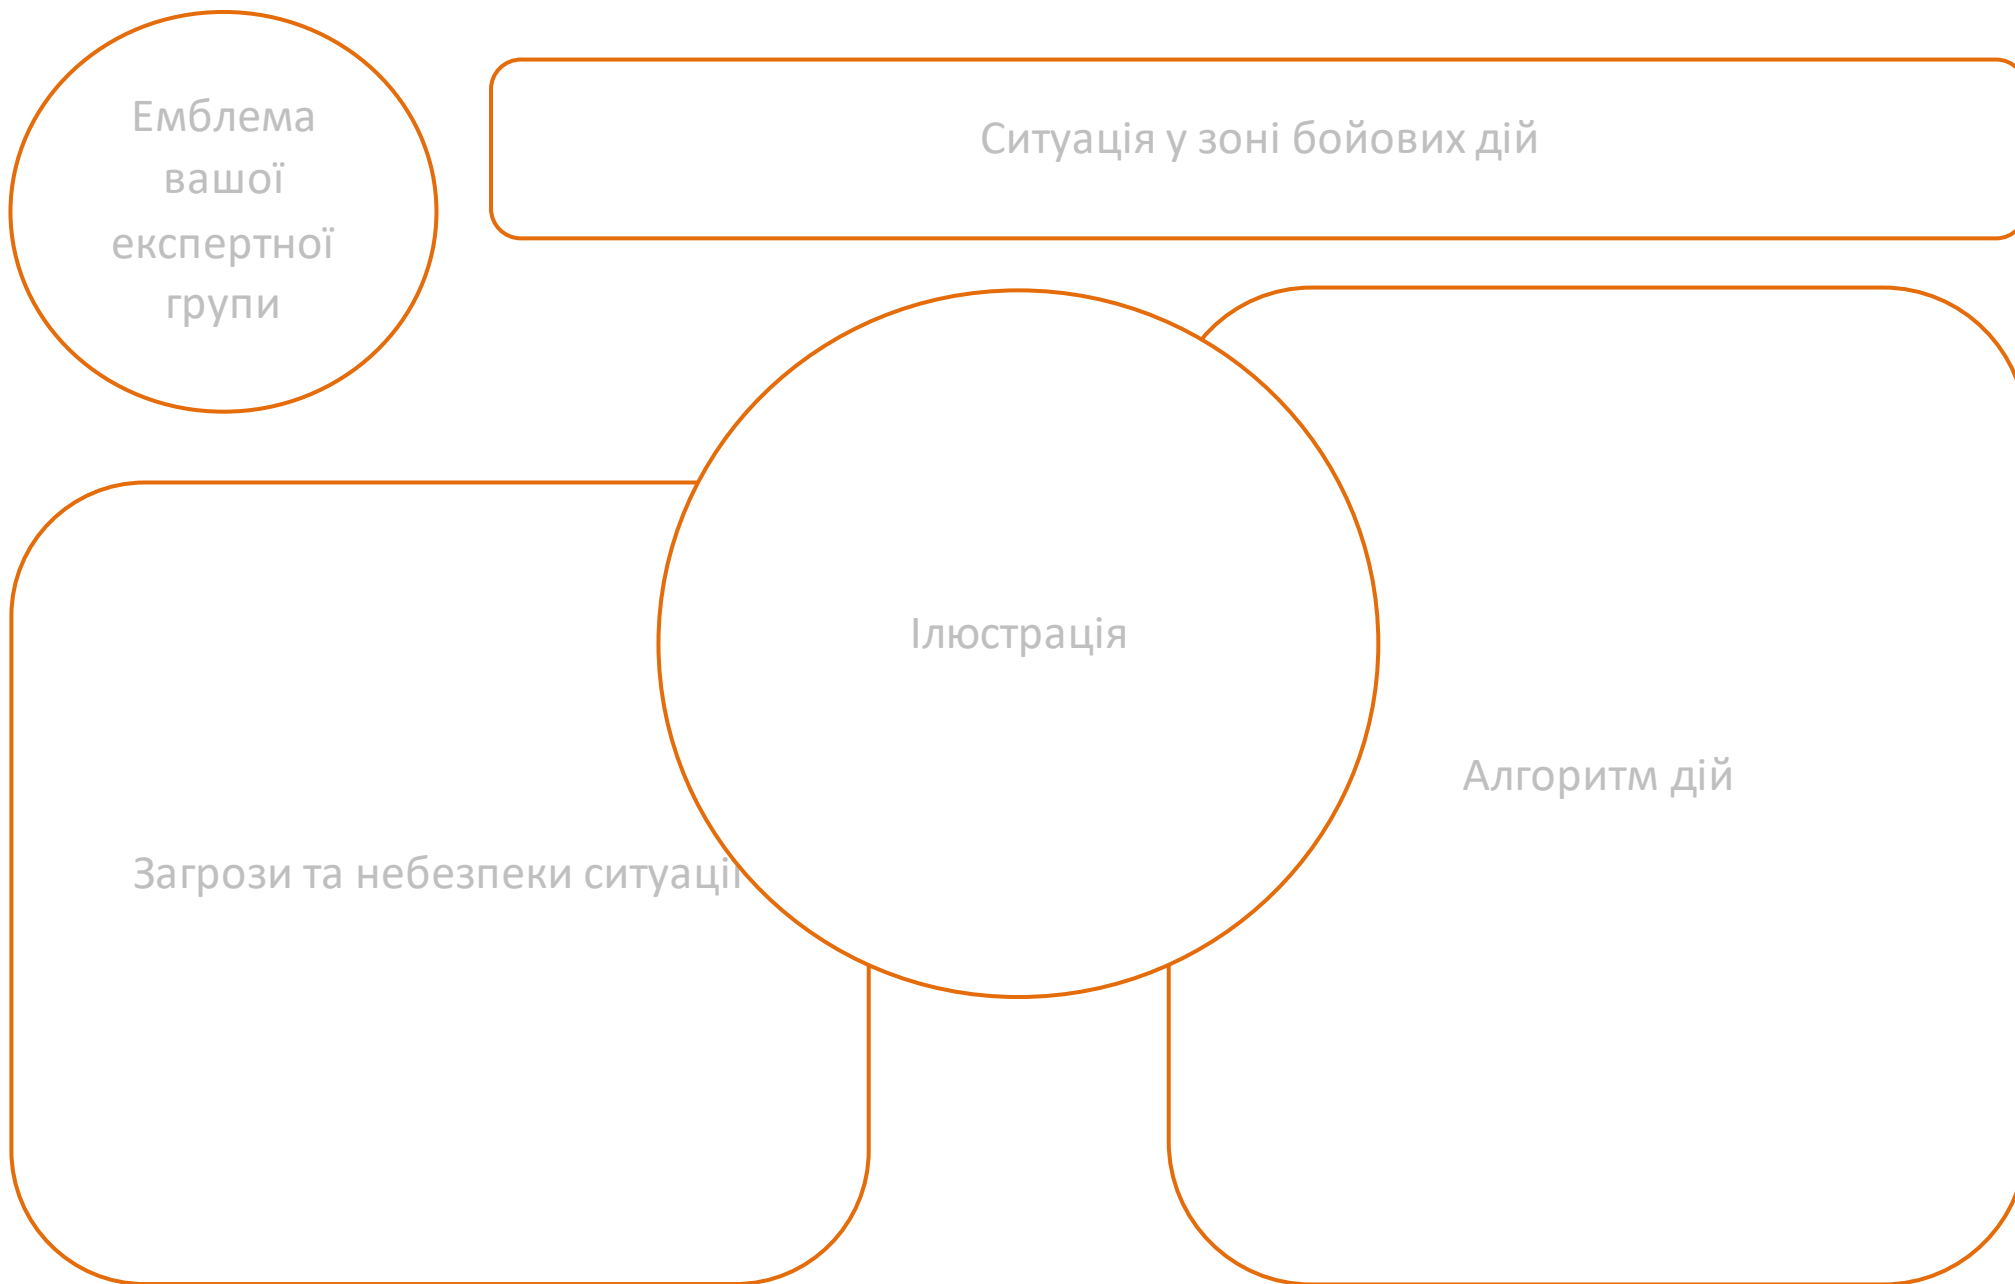 Емблема
вашої
експертної
групи
Ситуація у зоні бойових дій
Ілюстрація
Алгоритм дій
Загрози та небезпеки ситуації